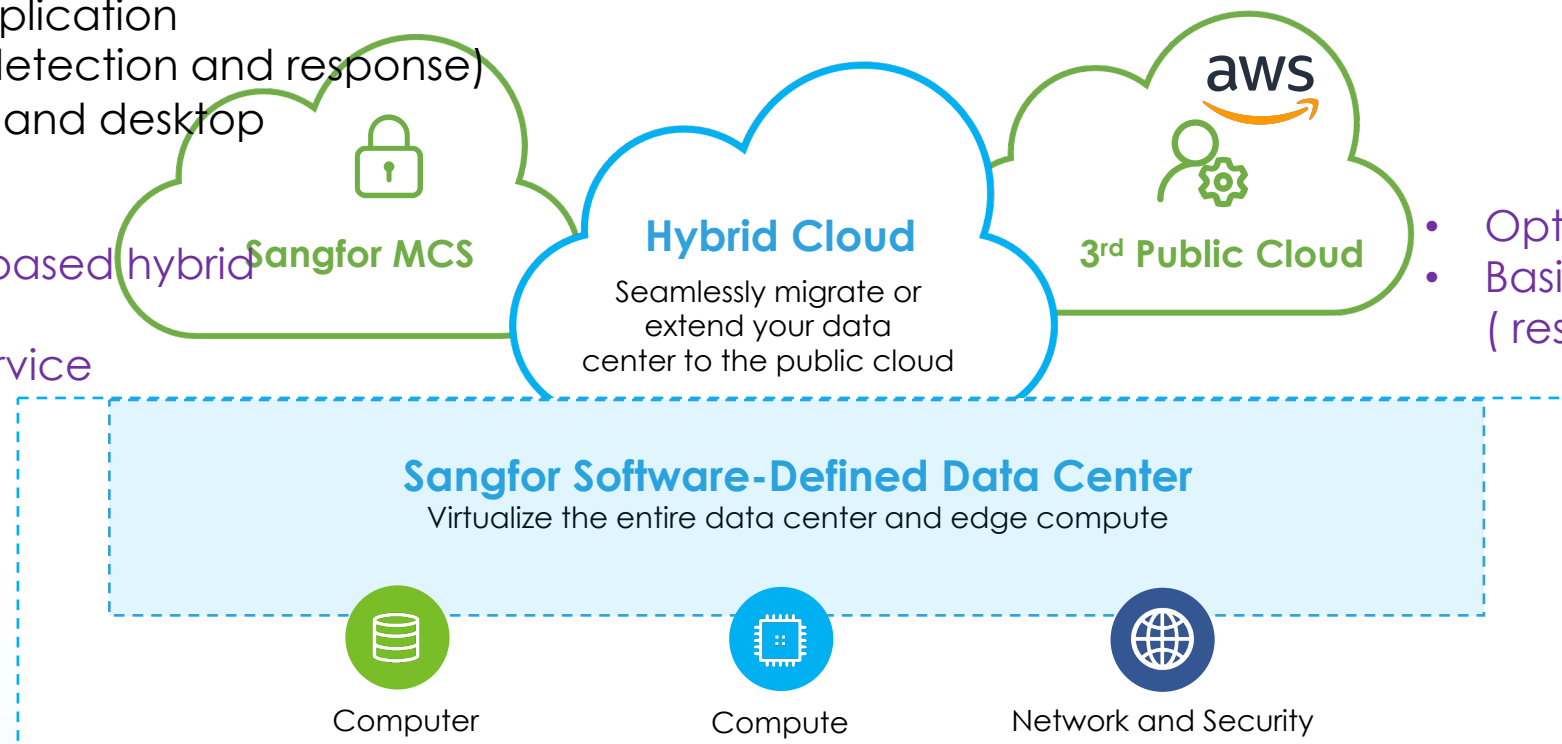 plication
detection and response)
and desktop
aws
Hybrid Cloud
Sangfor MCS
based hybrid
3rd Public Cloud
• Opt
• Basi
( res
Seamlessly migrate or
extend your data
center to the public cloud
rvice
Sangfor Software-Defined Data Center
Virtualize the entire data center and edge compute
Computer
Compute
Network and Security